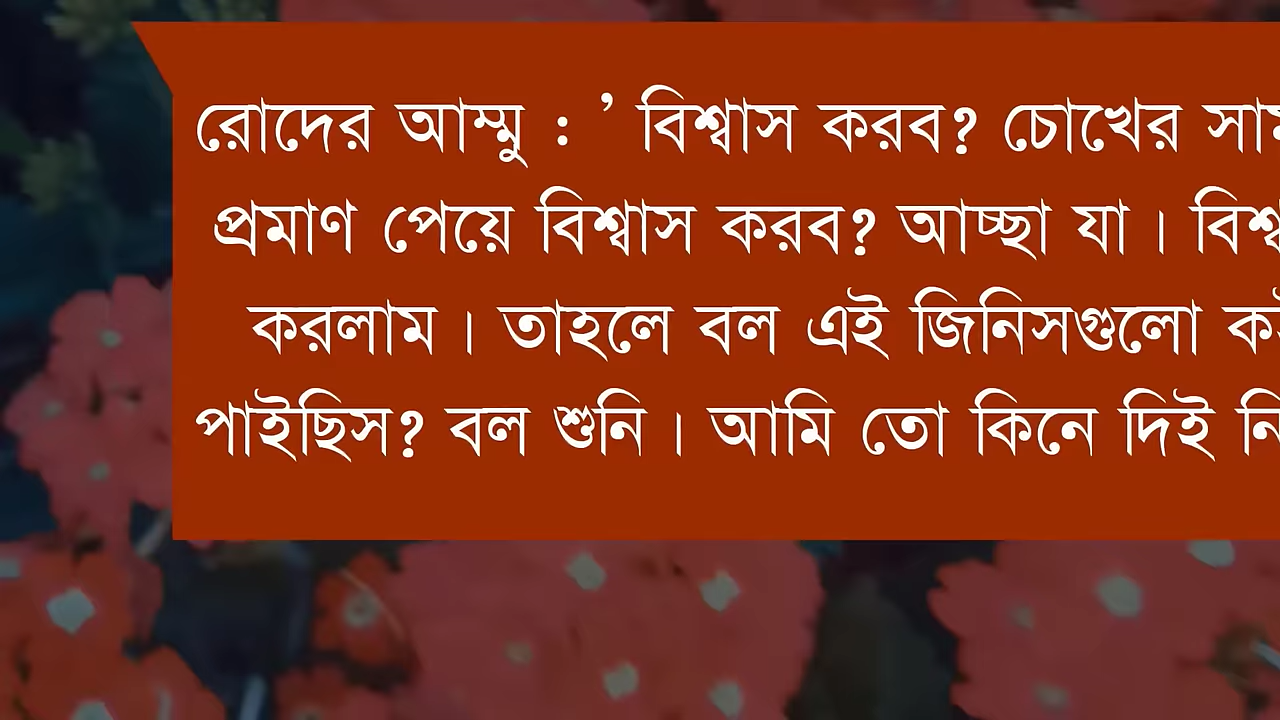 রোদের আম্মু : ’ বিশ্বাস করব? চোখের
প্রমাণ পেয়ে বিশ্বাস করব? আচ্ছা যা ।
করলাম । তাহলে বল এই জিনিসগুলো
পাইছিস? বল শুনি । আমি তো কিনে দিই